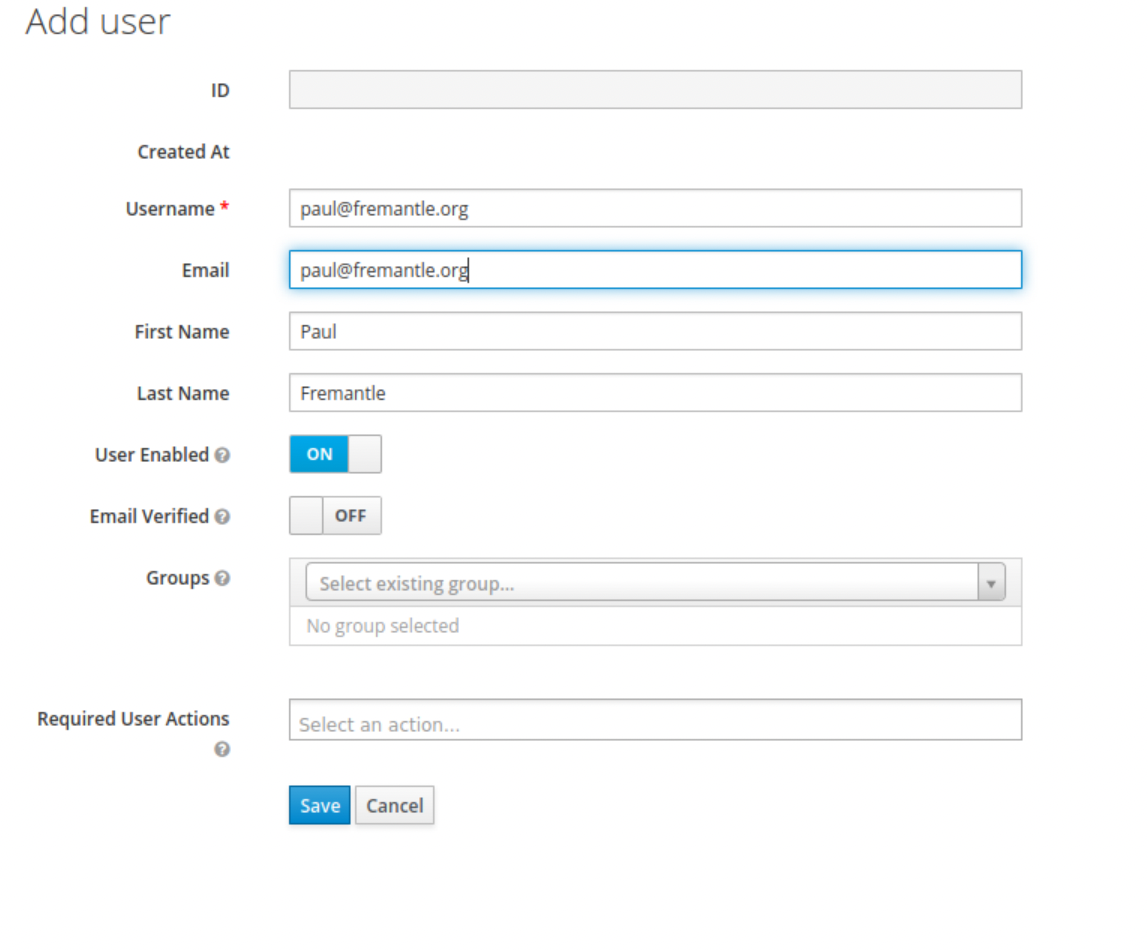 Add user
ID
Created At
Username * paul@fremantle.org
Email paul@fremantle.org
First Name Paul
Last Name Fremantle
User Enabled ? ON
Email Verified ? OFF
Groups ? Select existing group...
No group selected
Required User Actions Select an action...
?
Save Cancel